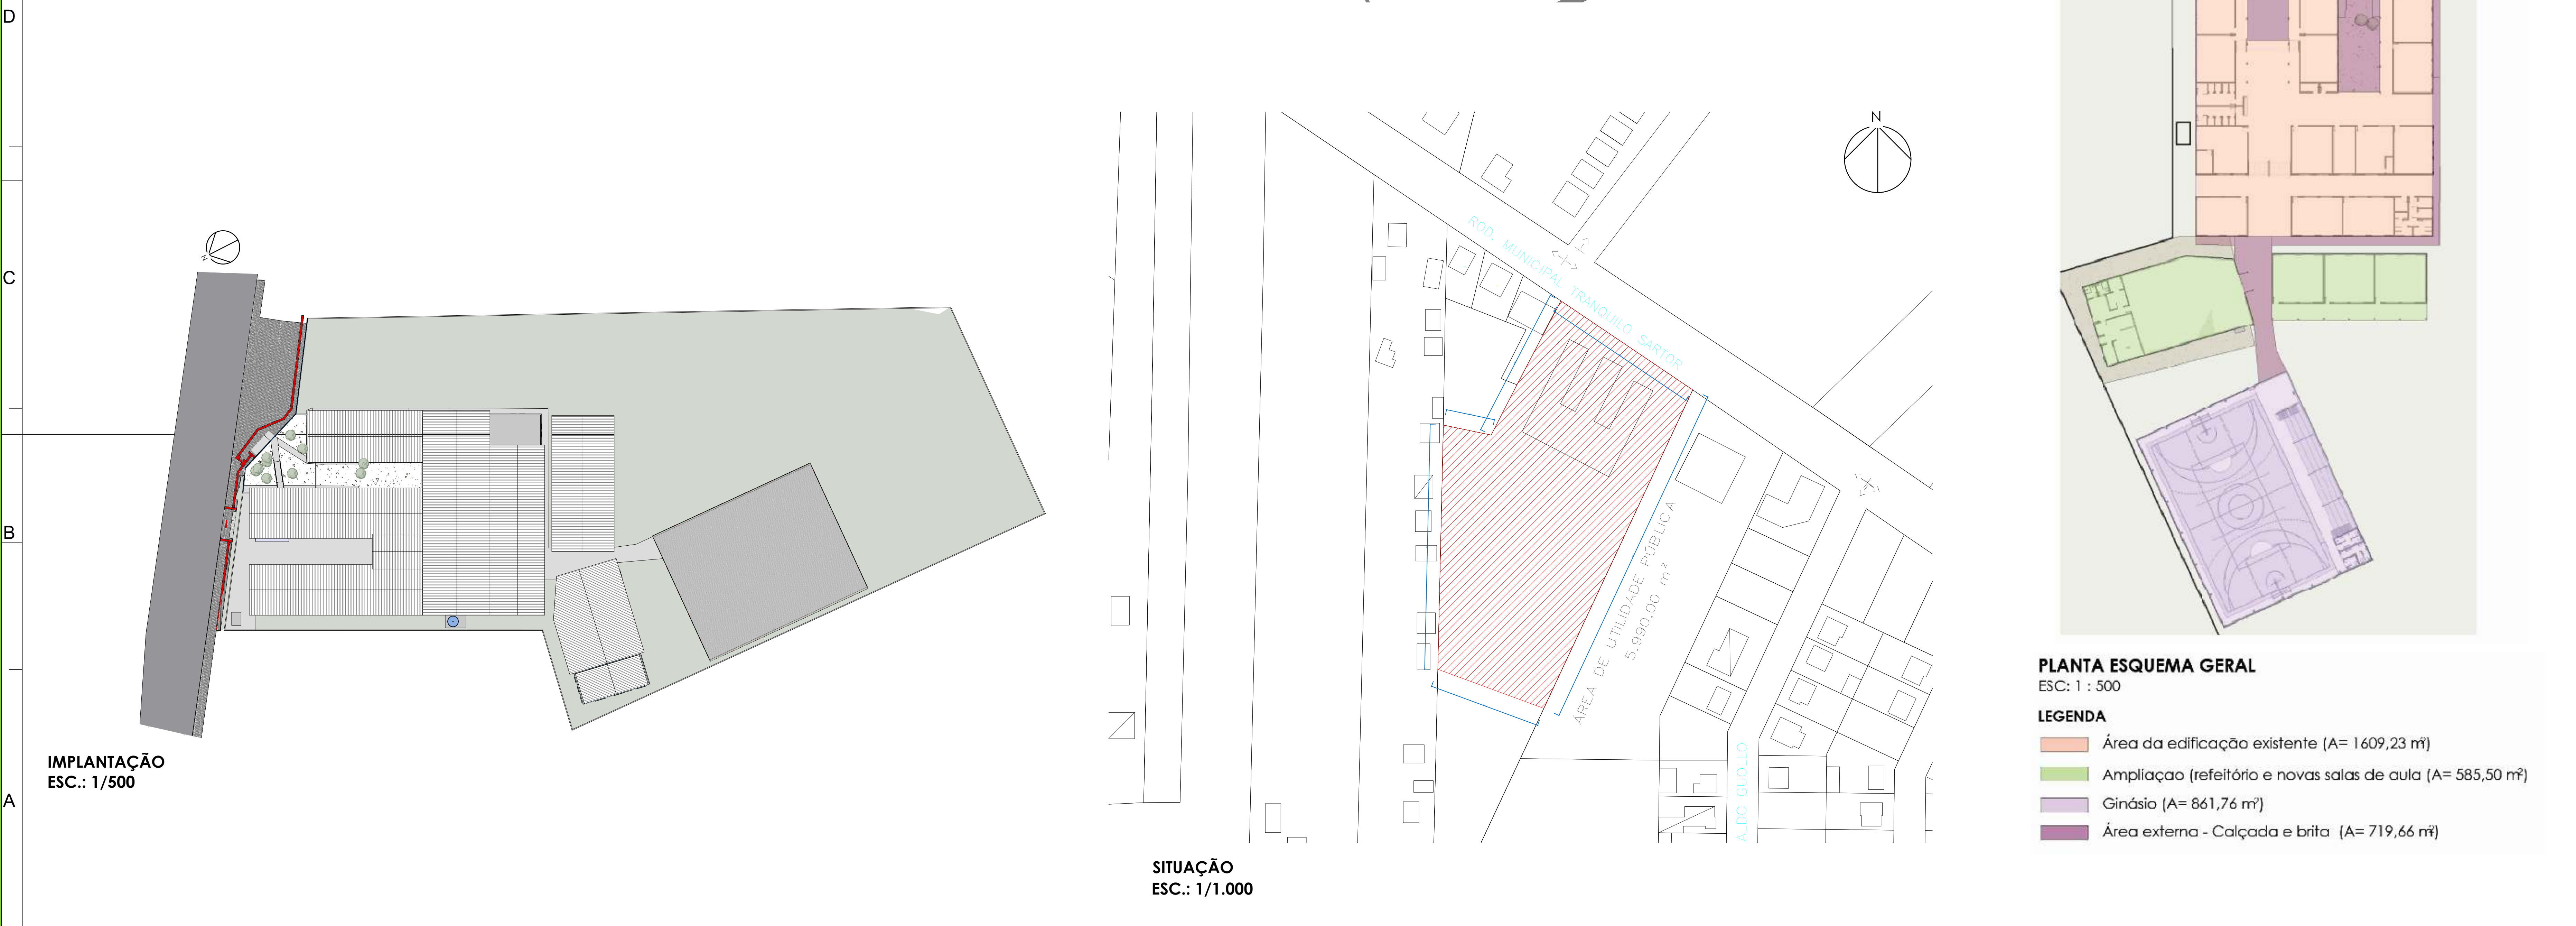 D
C
B
A
N
IMPLANTAÇÃO
ESC.: 1/500
N
ROD. MUNICIPAL TRANQUILO SARTOR
ÁREA DE UTILIDADE PÚBLICA
5.990,00 m²
ALDO GUOLLO
SITUAÇÃO
ESC.: 1/1.000
PLANTA ESQUEMA GERAL
ESC: 1 : 500
LEGENDA
Área da edificação existente (A= 1609,23 m²)
Ampliaçao (refeitório e novas salas de aula (A= 585,50 m²)
Ginásio (A= 861,76 m²)
Área externa - Calçada e brita (A= 719,66 m²)